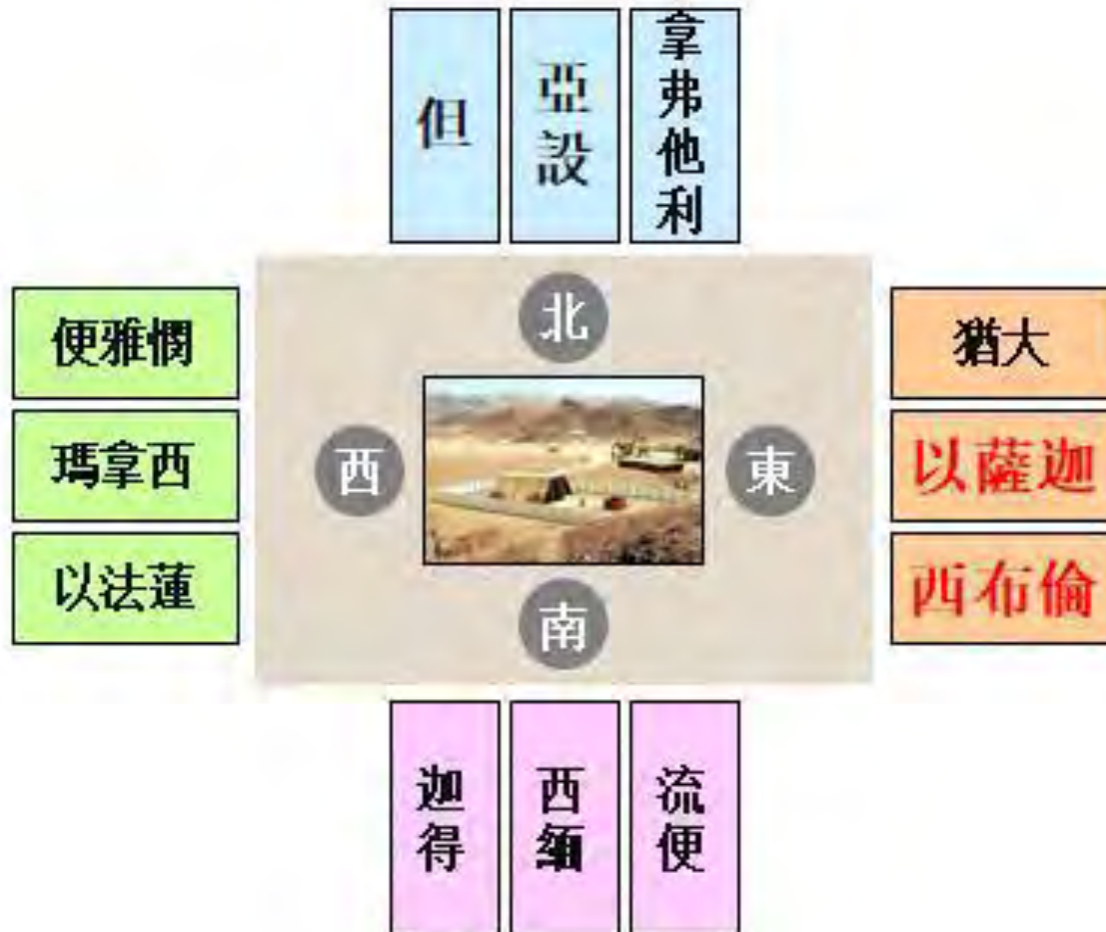 但
亞設
拿弗他利
北
便雅憫
猶大
西
東
瑪拿西
以薩迦
以法蓮
西布倫
南
迦得
西緬
流便